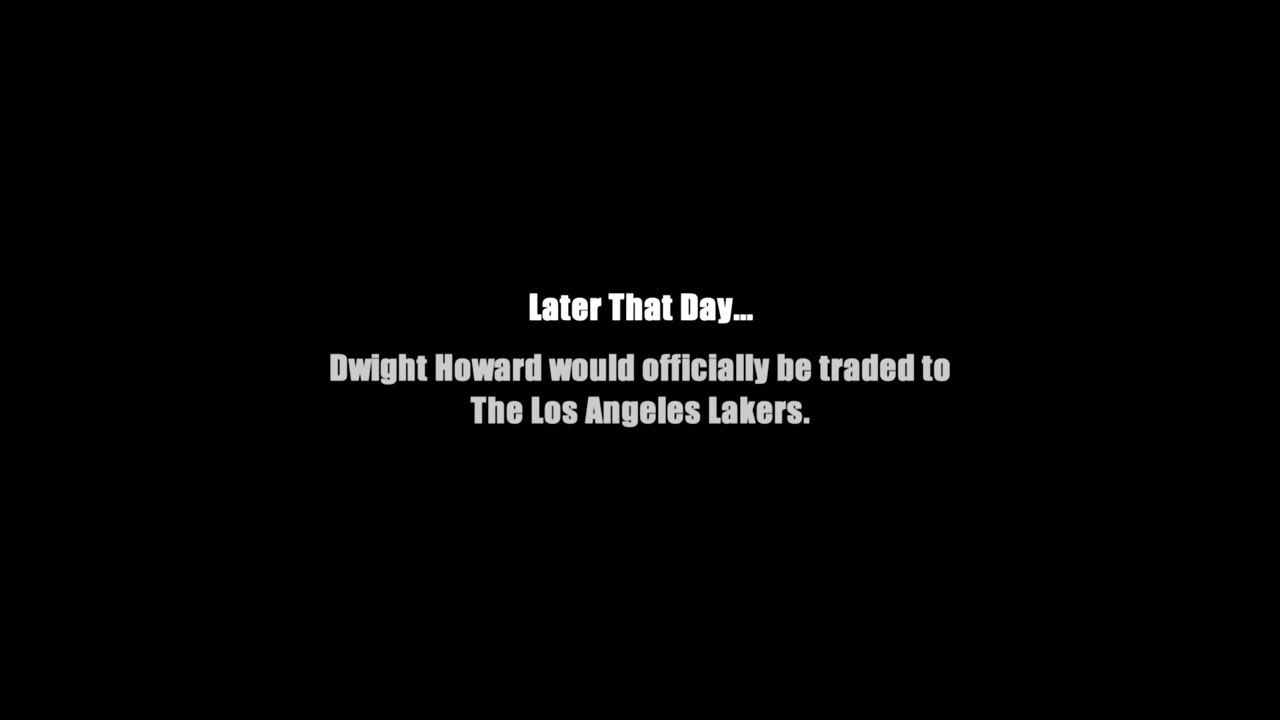 Later That Day...
Dwight Howard would officially be traded to
The Los Angeles Lakers.